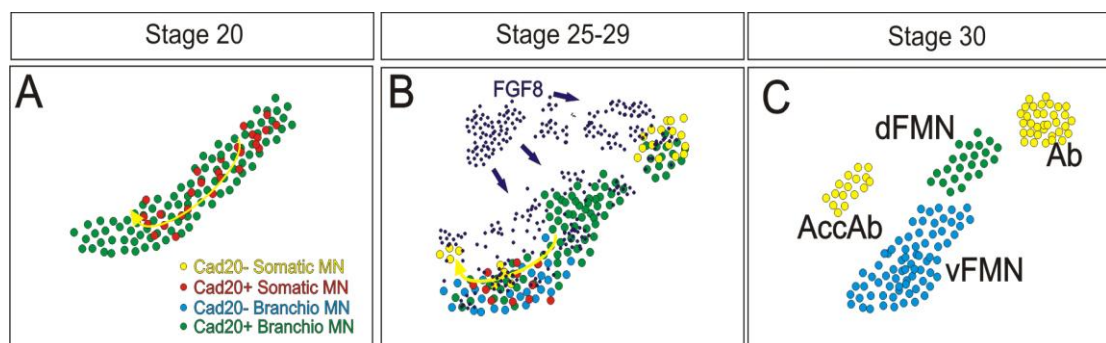 Stage 20
Stage 25-29
Stage 30
A
B
C
FGF8
dFMN
Ab
AccAb
vFMN
Cad20- Somatic MN
Cad20+ Somatic MN
Cad20- Branchio MN
Cad20+ Branchio MN